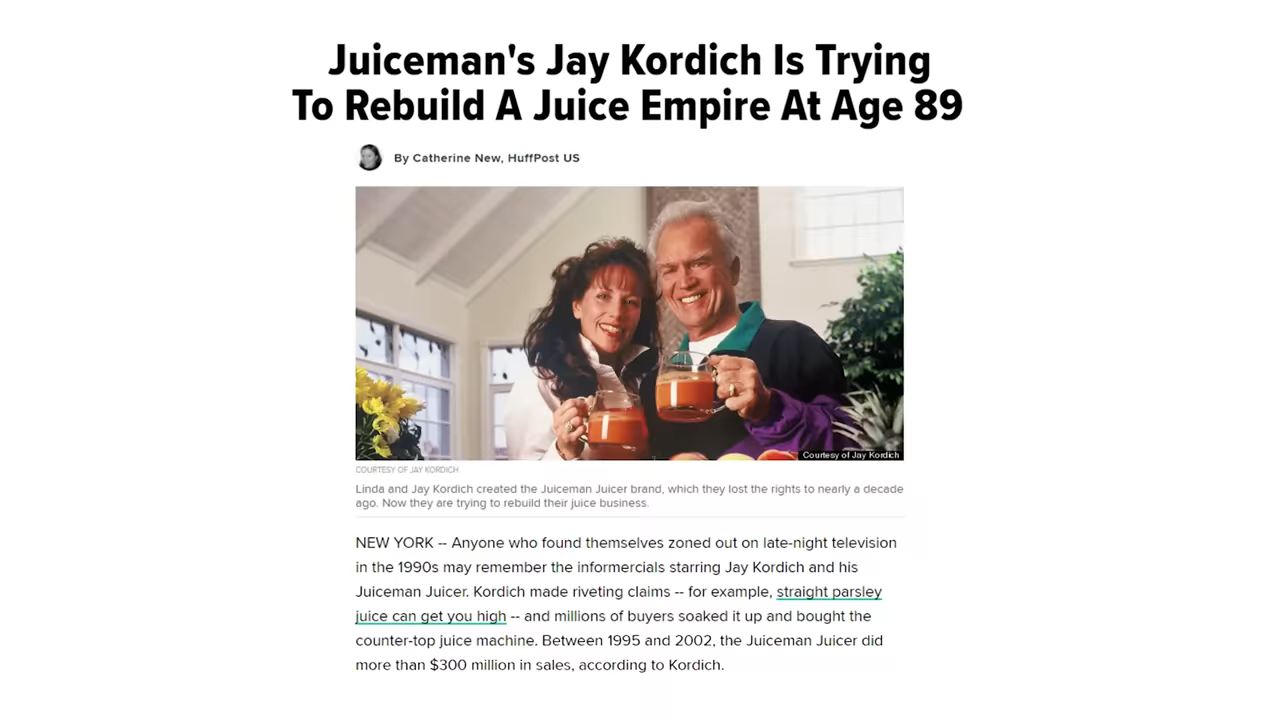 Juiceman's Jay Kordich Is Trying
To Rebuild A Juice Empire At Age 89
By Catherine New, HuffPost US
Courtesy of Jay Kordich
COURTESY OF JAY KORDICH
Linda and Jay Kordich created the Juiceman Juicer brand, which they lost the rights to nearly a decade
ago. Now they are trying to rebuild their juice business.
NEW YORK -- Anyone who found themselves zoned out on late-night television
in the 1990s may remember the informercials starring Jay Kordich and his
Juiceman Juicer. Kordich made riveting claims -- for example, straight parsley
juice can get you high -- and millions of buyers soaked it up and bought the
counter-top juice machine. Between 1995 and 2002, the Juiceman Juicer did
more than $300 million in sales, according to Kordich.